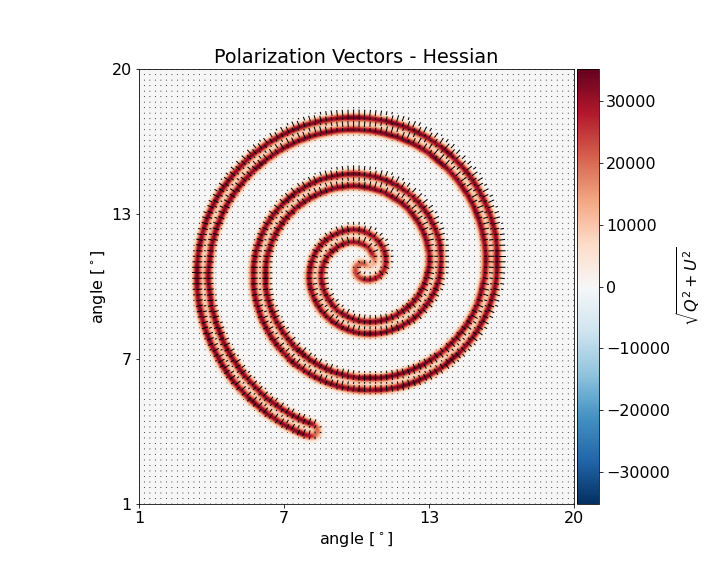 Polarization Vectors - Hessian
20
13
7
1
1 7 13 20
angle [°]
angle [°]
30000
20000
10000
0
−10000
−20000
−30000
√Q² + U²